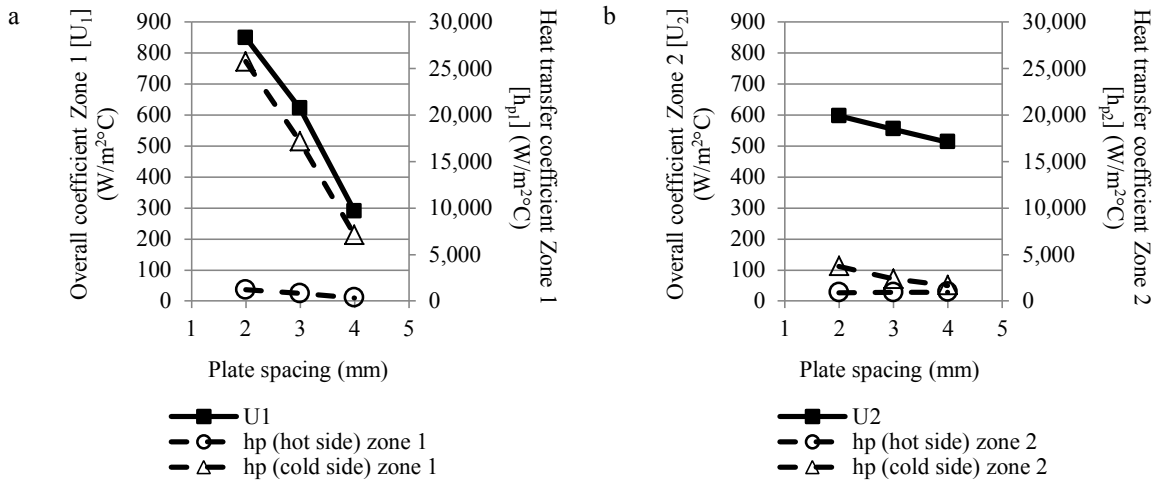 a
Overall coefficient Zone 1 [U₁]
(W/m²°C)
900
800
700
600
500
400
300
200
100
0
30,000
25,000
20,000
15,000
10,000
5,000
0
Heat transfer coefficient Zone 1
[hp1] (W/m²°C)
1 2 3 4 5
Plate spacing (mm)
U1
hp (hot side) zone 1
hp (cold side) zone 1
b
Overall coefficient Zone 2 [U₂]
(W/m²°C)
900
800
700
600
500
400
300
200
100
0
30,000
25,000
20,000
15,000
10,000
5,000
0
Heat transfer coefficient Zone 2
[hp2] (W/m²°C)
1 2 3 4 5
Plate spacing (mm)
U2
hp (hot side) zone 2
hp (cold side) zone 2